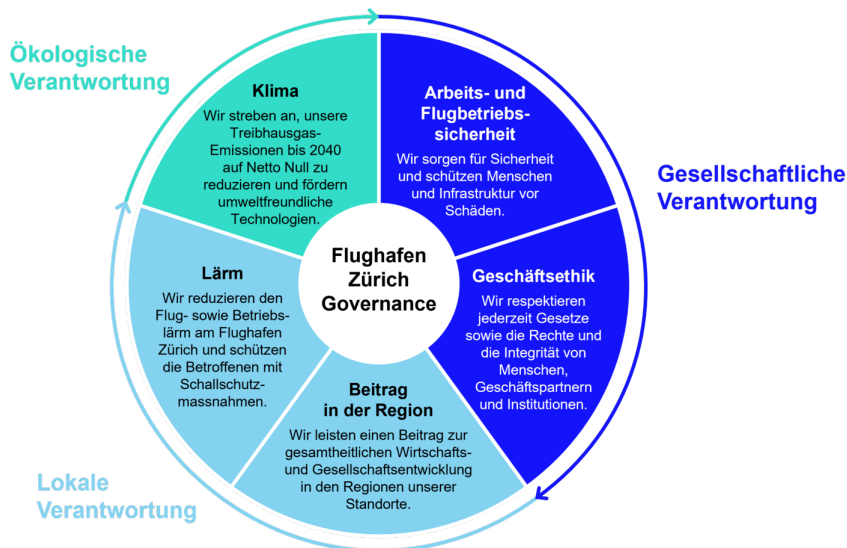 Ökologische
Verantwortung
Klima
Wir streben an, unsere
Treibhausgas-
Emissionen bis 2040
auf Netto Null zu
reduzieren und fördern
umweltfreundliche
Technologien.
Arbeits- und
Flugbetriebs-
sicherheit
Wir sorgen für Sicherheit
und schützen Menschen
und Infrastruktur vor
Schäden.
Gesellschaftliche
Verantwortung
Flughafen
Zürich
Governance
Lärm
Wir reduzieren den
Flug- sowie Betriebs-
lärm am Flughafen
Zürich und schützen
die Betroffenen mit
Schallschutz-
massnahmen.
Geschäftsethik
Wir respektieren
jederzeit Gesetze
sowie die Rechte und
die Integrität von
Menschen,
Geschäftspartnern
und Institutionen.
Beitrag
in der Region
Wir leisten einen Beitrag zur
gesamtheitlichen Wirtschafts-
und Gesellschaftsentwicklung
in den Regionen unserer
Standorte.
Lokale
Verantwortung